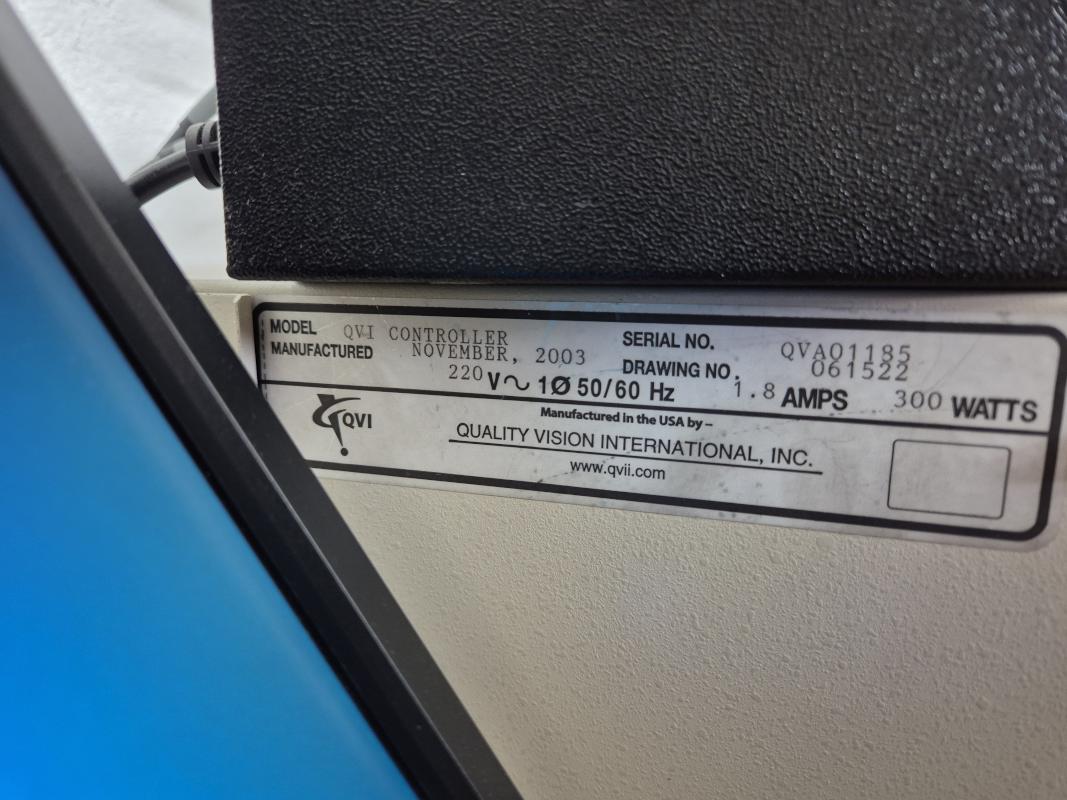 MODEL QVI CONTROLLER SERIAL NO. QVA01185
MANUFACTURED NOVEMBER, 2003 DRAWING NO. 061522
220 V~ 1Ø 50/60 Hz 1.8 AMPS 300 WATTS
QVI
Manufactured in the USA by –
QUALITY VISION INTERNATIONAL, INC.
www.qvii.com